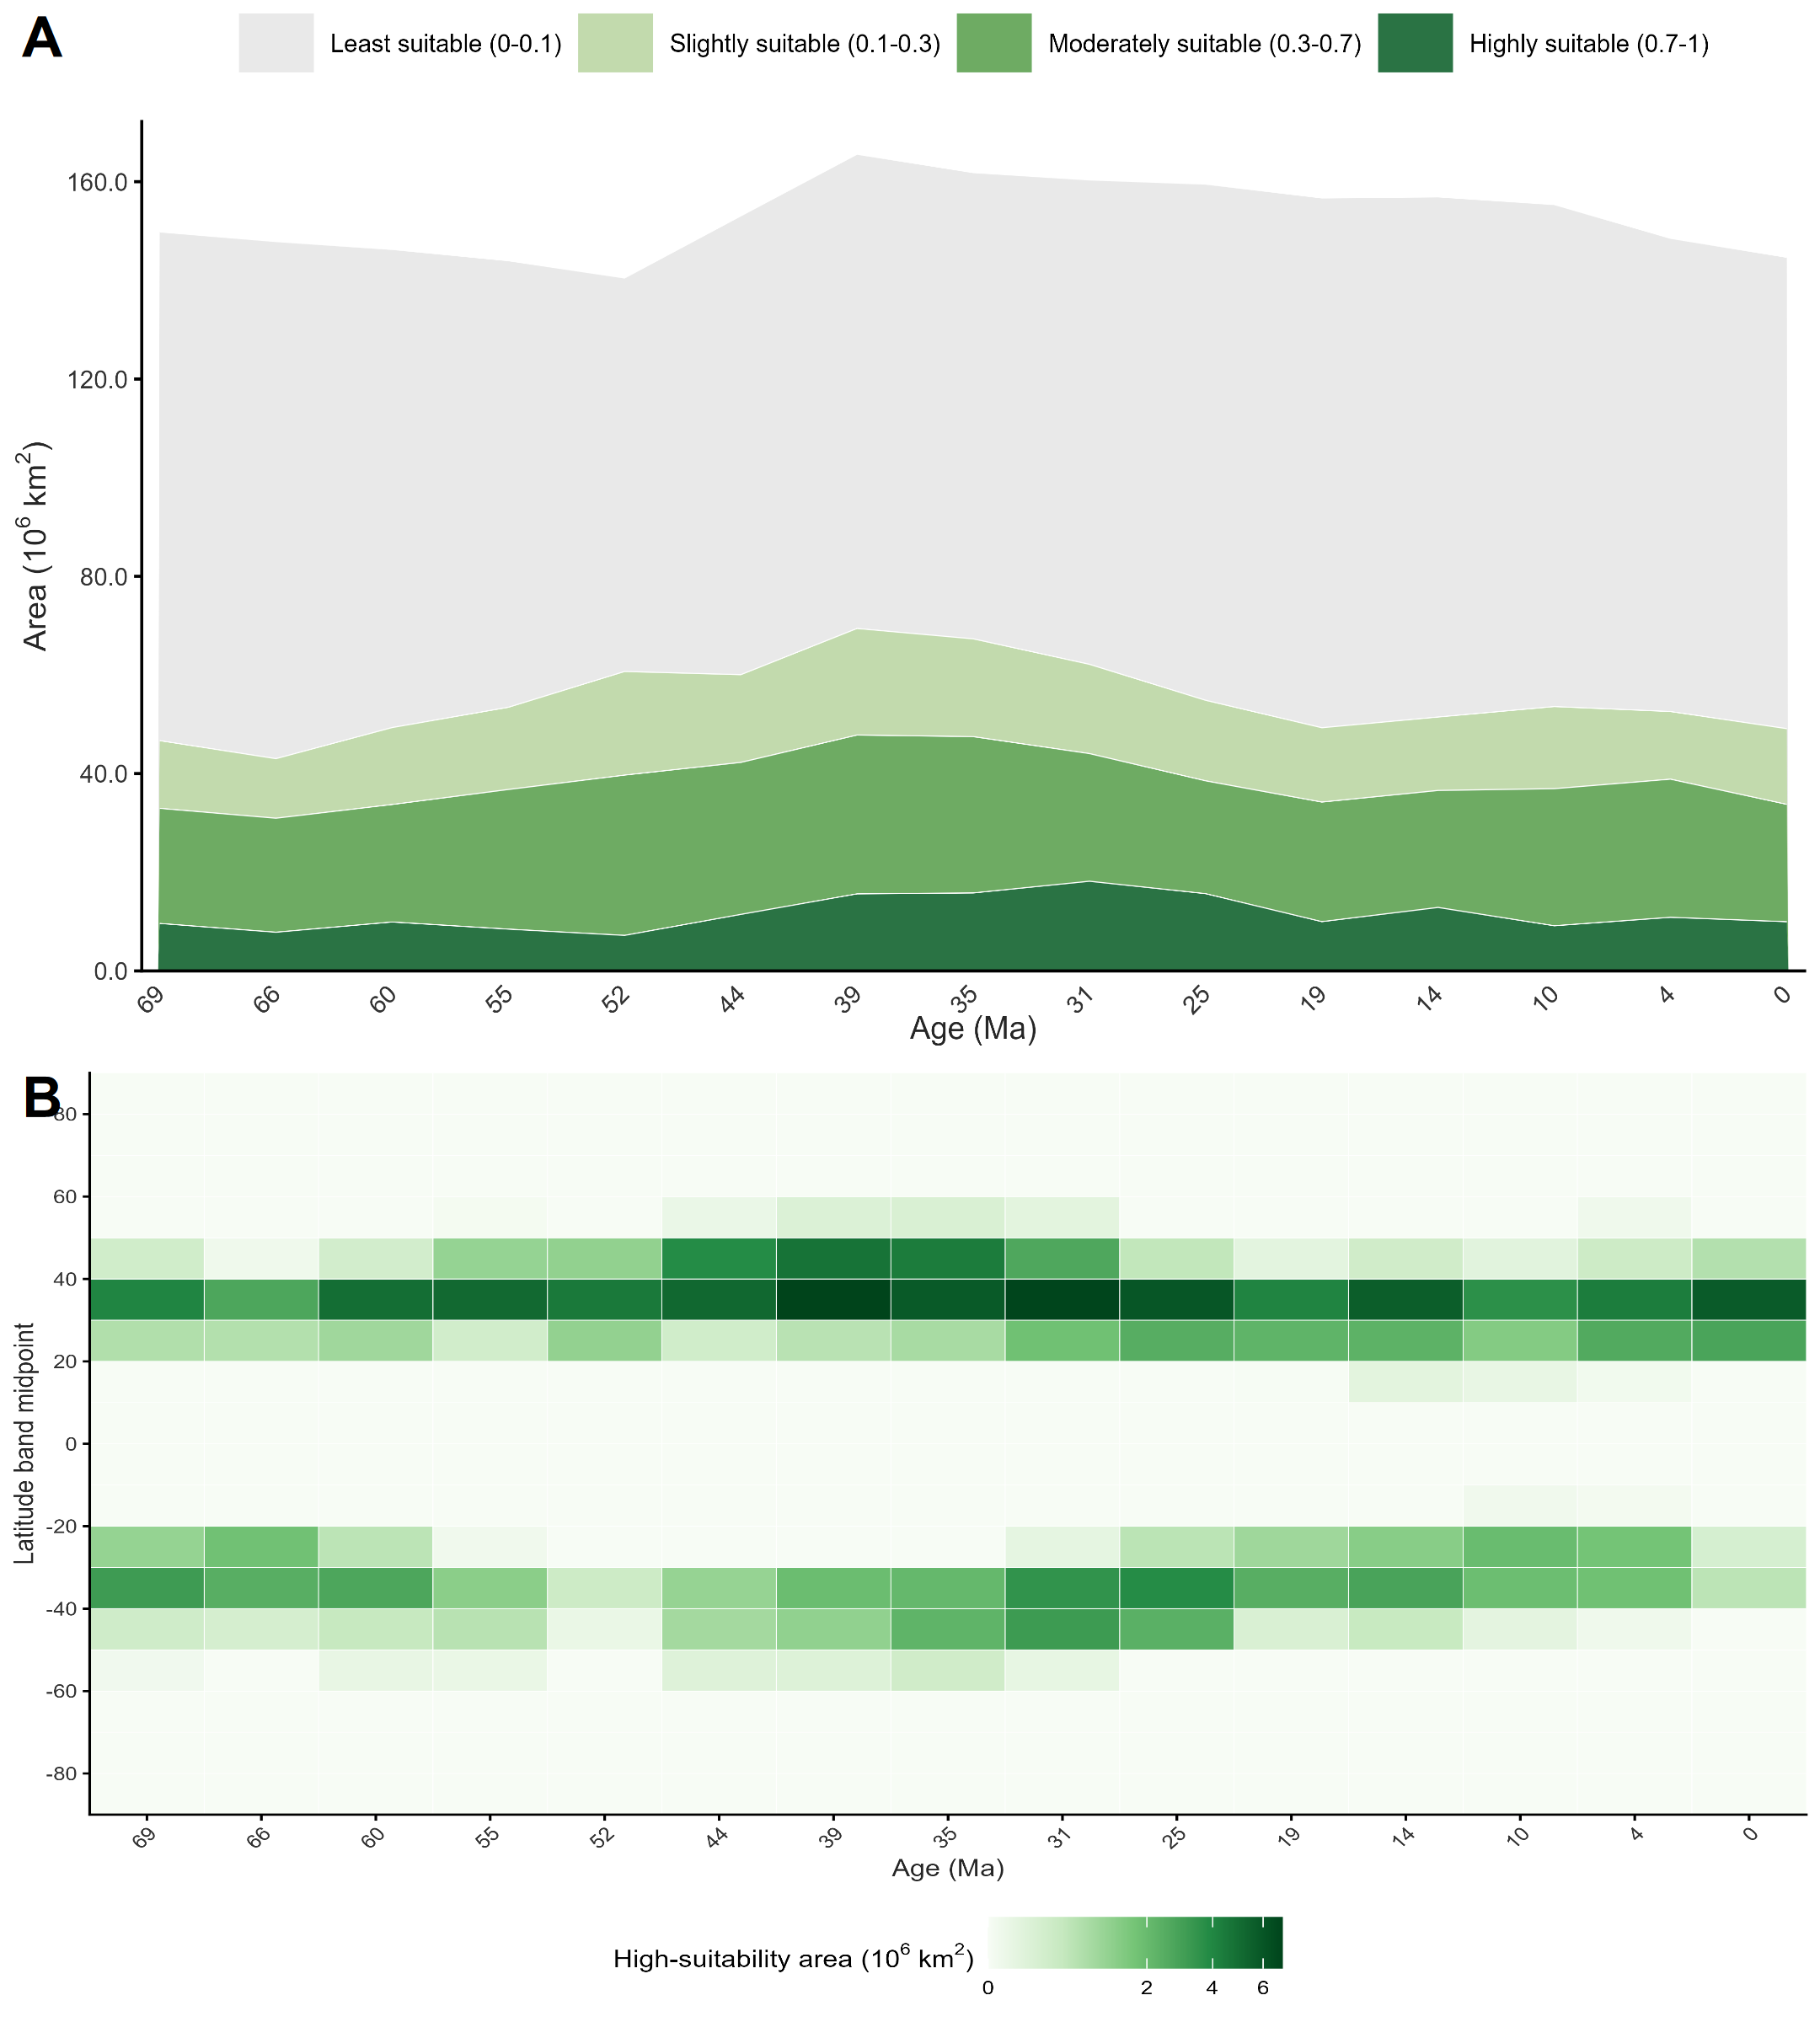 A
Least suitable (0-0.1) Slightly suitable (0.1-0.3) Moderately suitable (0.3-0.7) Highly suitable (0.7-1)
Area (10⁶ km²)
160.0
120.0
80.0
40.0
0.0
69 66 60 55 52 44 39 35 31 25 19 14 10 4 0
Age (Ma)
B
Latitude band midpoint
80
60
40
20
0
-20
-40
-60
-80
69 66 60 55 52 44 39 35 31 25 19 14 10 4 0
Age (Ma)
High-suitability area (10⁶ km²)
0 2 4 6